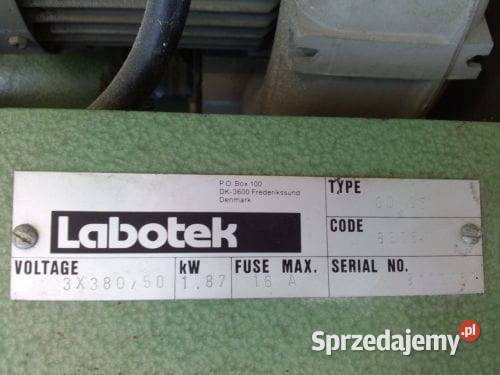 P.O. Box 100
DK-3600 Frederikssund
Denmark
Labotek
TYPE
CODE
VOLTAGE
3X380/50
kW
1.87
FUSE MAX.
16 A
SERIAL NO.
Sprzedajemy.pl